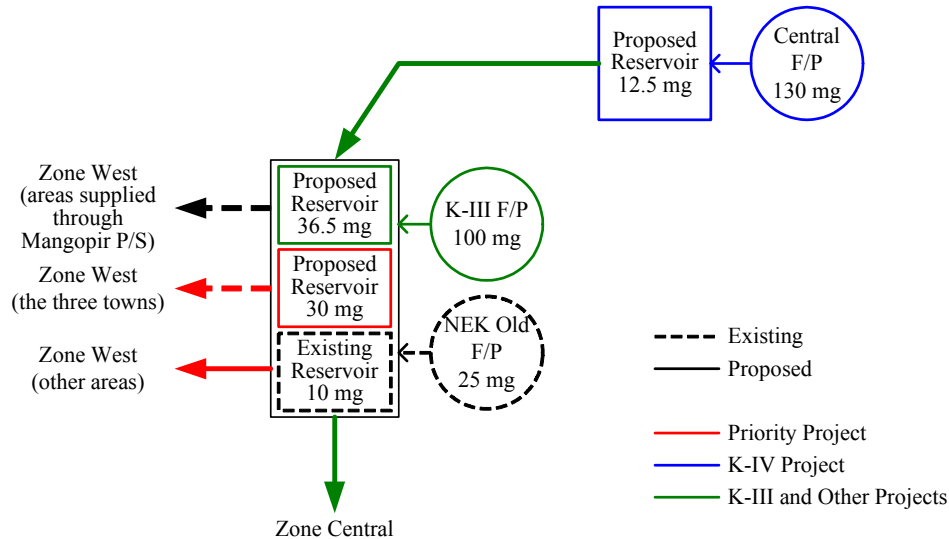 Proposed
Reservoir
12.5 mg
Central
F/P
130 mg
Zone West
(areas supplied
through
Mangopir P/S)
Proposed
Reservoir
36.5 mg
K-III F/P
100 mg
Zone West
(the three towns)
Proposed
Reservoir
30 mg
Zone West
(other areas)
Existing
Reservoir
10 mg
NEK Old
F/P
25 mg
Zone Central
Existing
Proposed
Priority Project
K-IV Project
K-III and Other Projects